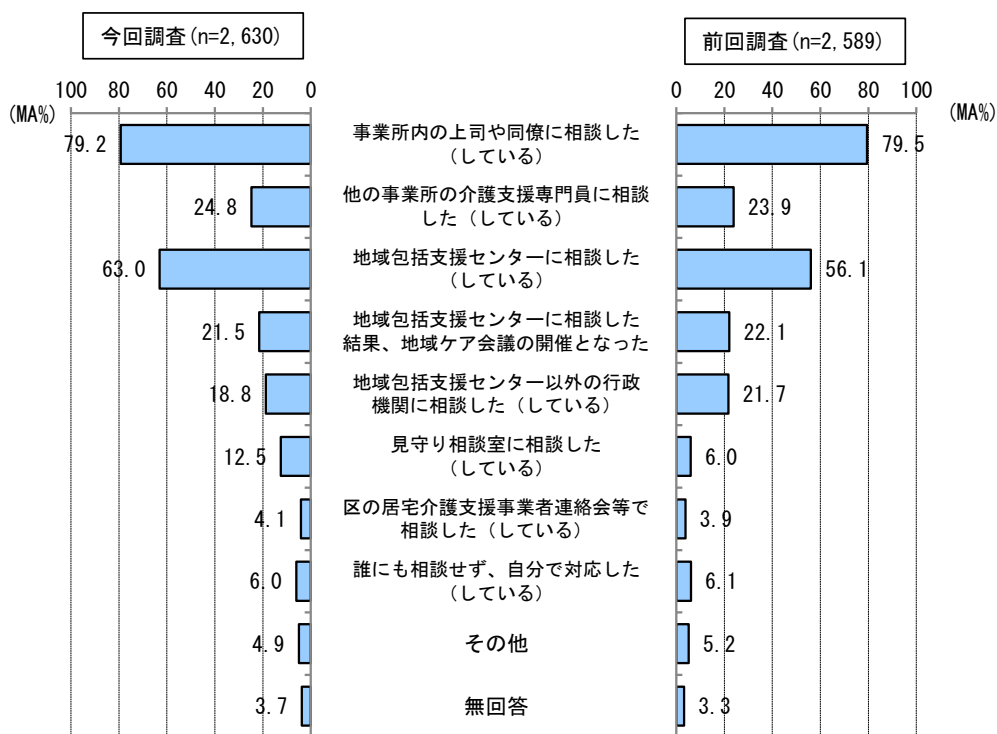 今回調査(n=2,630)
前回調査(n=2,589)
100 80 60 40 20 0
0 20 40 60 80 100
(MA%)
(MA%)
79.2
事業所内の上司や同僚に相談した
（している）
79.5
24.8
他の事業所の介護支援専門員に相談
した（している）
23.9
63.0
地域包括支援センターに相談した
（している）
56.1
21.5
地域包括支援センターに相談した
結果、地域ケア会議の開催となった
22.1
18.8
地域包括支援センター以外の行政
機関に相談した（している）
21.7
12.5
見守り相談室に相談した
（している）
6.0
4.1
区の居宅介護支援事業者連絡会等で
相談した（している）
3.9
6.0
誰にも相談せず、自分で対応した
（している）
6.1
4.9
その他
5.2
3.7
無回答
3.3